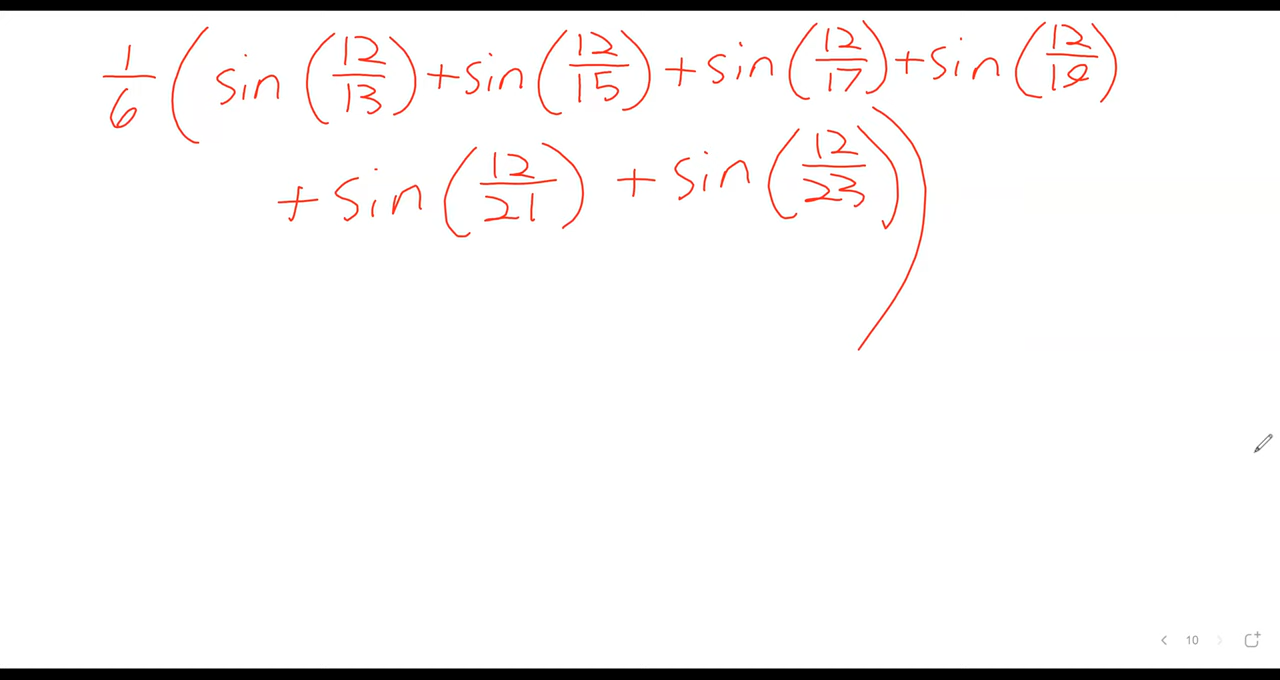 1/6 ( sin(12/13) + sin(12/15) + sin(12/17) + sin(12/19)
+ sin(12/21) + sin(12/23) )
10